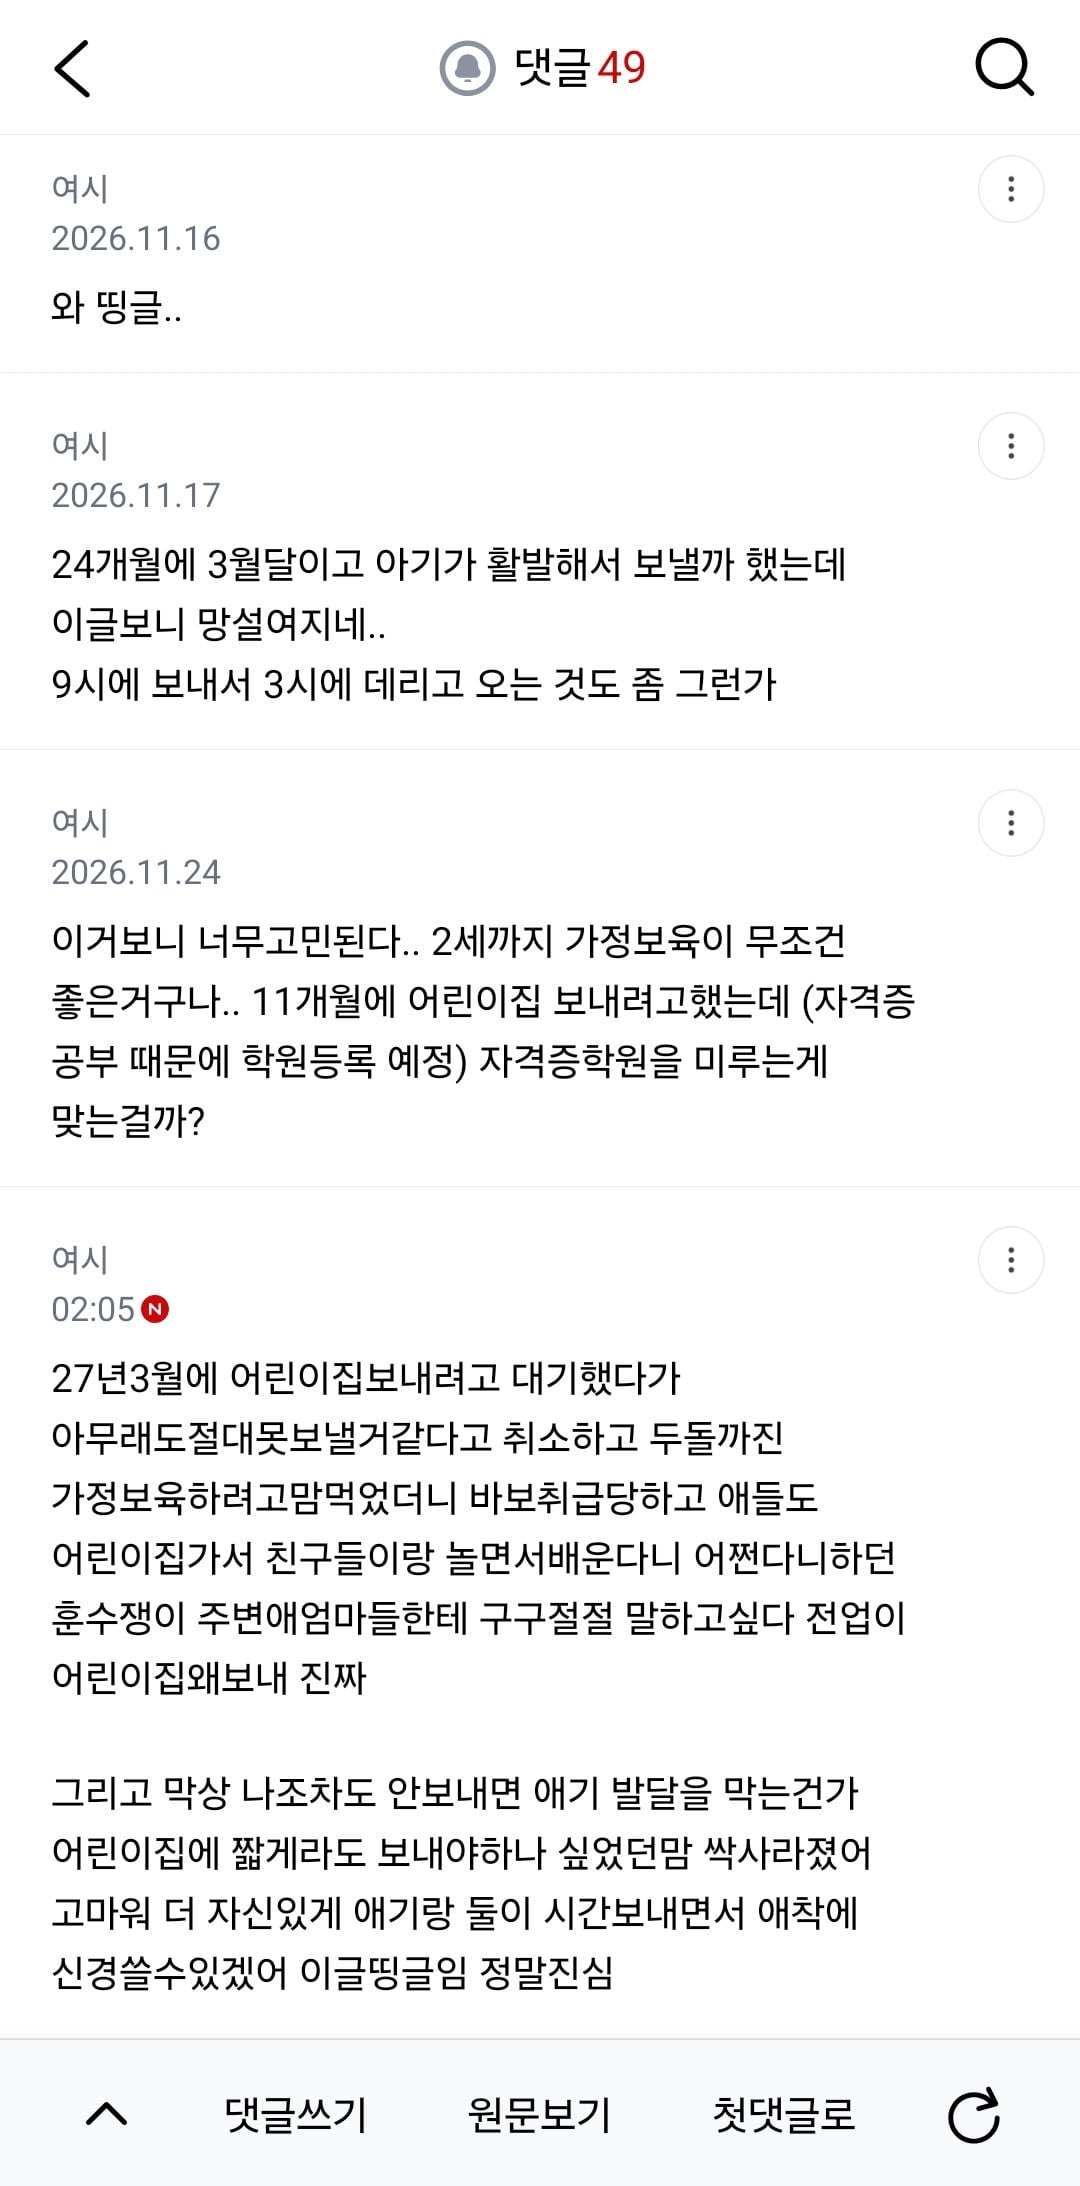 댓글 49
여시
2026.11.16
와 띵글..
여시
2026.11.17
24개월에 3월달이고 아기가 활발해서 보낼까 했는데
이글보니 망설여지네..
9시에 보내서 3시에 데리고 오는 것도 좀 그런가
여시
2026.11.24
이거보니 너무고민된다.. 2세까지 가정보육이 무조건
좋은거구나.. 11개월에 어린이집 보내려고했는데 (자격증
공부 때문에 학원등록 예정) 자격증학원을 미루는게
맞는걸까?
여시
02:05 N
27년3월에 어린이집보내려고 대기했다가
아무래도절대못보낼거같다고 취소하고 두돌까진
가정보육하려고맘먹었더니 바보취급당하고 애들도
어린이집가서 친구들이랑 놀면서배운다니 어쩐다니하던
훈수쟁이 주변애엄마들한테 구구절절 말하고싶다 전업이
어린이집왜보내 진짜
그리고 막상 나조차도 안보내면 애기 발달을 막는건가
어린이집에 짧게라도 보내야하나 싶었던맘 싹사라졌어
고마워 더 자신있게 애기랑 둘이 시간보내면서 애착에
신경쓸수있겠어 이글띵글임 정말진심
댓글쓰기 원문보기 첫댓글로